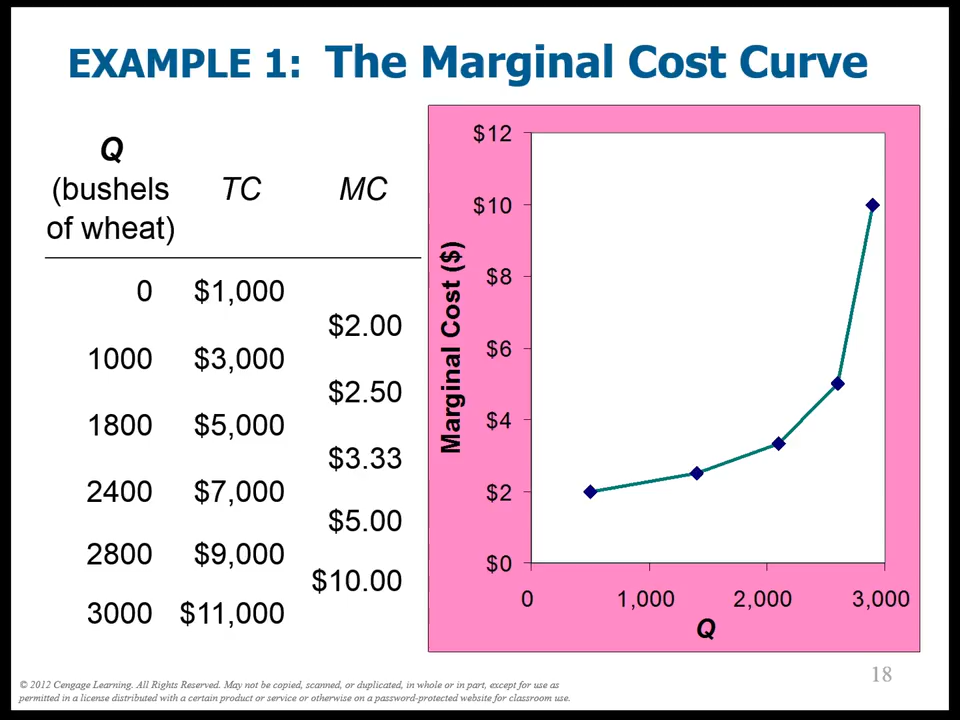 EXAMPLE 1: The Marginal Cost Curve
Q
(bushels
of wheat)
TC
MC
0 $1,000
$2.00
1000 $3,000
$2.50
1800 $5,000
$3.33
2400 $7,000
$5.00
2800 $9,000
$10.00
3000 $11,000
Marginal Cost ($)
$12
$10
$8
$6
$4
$2
$0
0 1,000 2,000 3,000
Q
18
© 2012 Cengage Learning. All Rights Reserved. May not be copied, scanned, or duplicated, in whole or in part, except for use as
permitted in a license distributed with a certain product or service or otherwise on a password-protected website for classroom use.